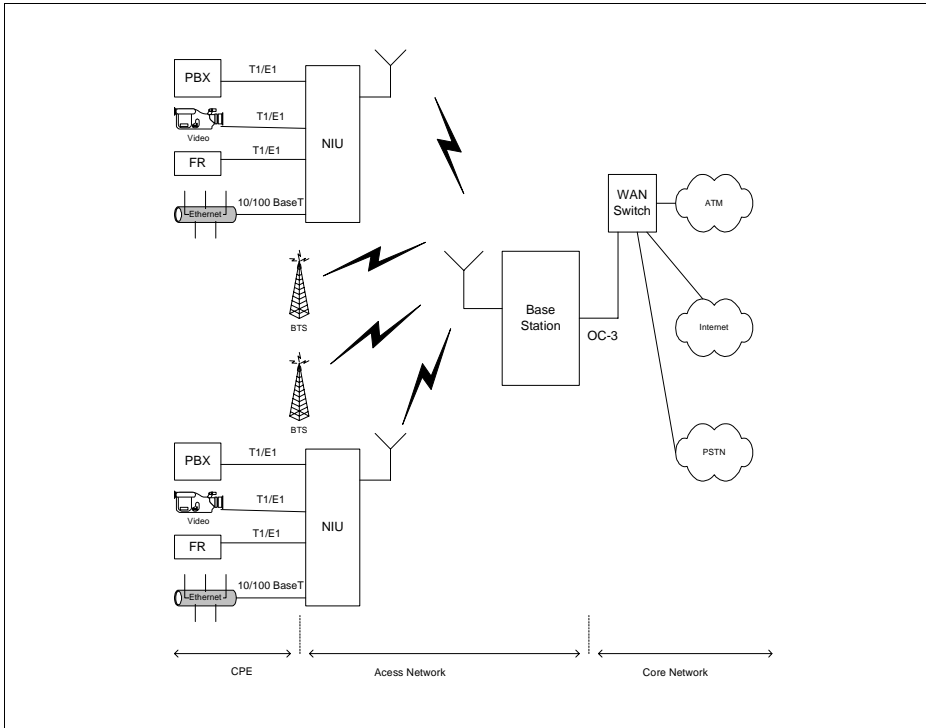 PBX
T1/E1
Video
T1/E1
FR
T1/E1
Ethernet
10/100 BaseT
NIU
BTS
BTS
Base
Station
OC-3
WAN
Switch
ATM
Internet
PSTN
PBX
T1/E1
Video
T1/E1
FR
T1/E1
Ethernet
10/100 BaseT
NIU
CPE
Acess Network
Core Network